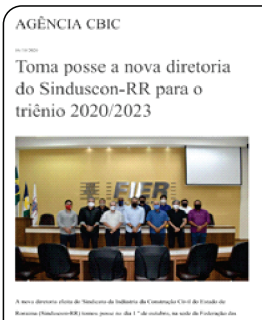 AGÊNCIA CBIC
Toma posse a nova diretoria
do Sinduscon-RR para o
triênio 2020/2023
FIER
A nova diretoria eleita do Sindicato da Indústria da Construção Civil do Estado de
Roraima (Sinduscon-RR) tomou posse no dia 1º de outubro, na sede da Federação das